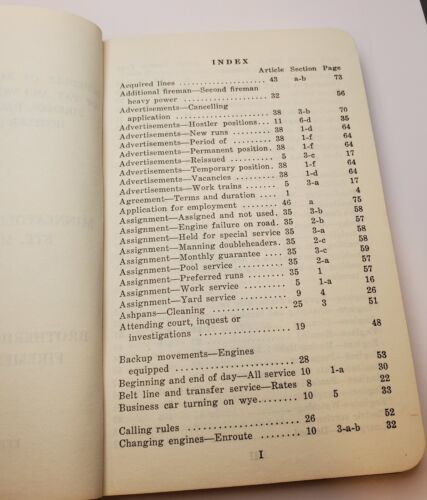 INDEX
Article Section Page
Acquired lines 43 a-b 73
Additional fireman—Second fireman
heavy power 32 56
Advertisements—Cancelling
application 38 3-b 70
Advertisements—Hostler positions 11 6-d 35
Advertisements—New runs 38 1-d 64
Advertisements—Period of 38 1-f 64
Advertisements—Permanent position. 38 1-f 64
Advertisements—Reissued 5 3-c 17
Advertisements—Temporary position. 38 1-f 64
Advertisements—Vacancies 38 1-d 64
Advertisements—Work trains 5 3-a 17
Agreement—Terms and duration 1 4
Application for employment 46 a 75
Assignment—Assigned and not used. 35 3-b 58
Assignment—Engine failure on road. 35 2-b 57
Assignment—Held for special service 35 3-a 58
Assignment—Manning doubleheaders. 35 2-c 58
Assignment—Monthly guarantee 35 3-c 59
Assignment—Pool service 35 2-a 57
Assignment—Preferred runs 35 1 57
Assignment—Work service 5 1-a 16
Assignment—Yard service 9 4 26
Ashpans—Cleaning 25 3 51
Attending court, inquest or
investigations 19 48
Backup movements—Engines
equipped 28 53
Beginning and end of day—All service 10 1-a 30
Belt line and transfer service—Rates 8 22
Business car turning on wye 10 5 33
Calling rules 26 52
Changing engines—Enroute 10 3-a-b 32
I